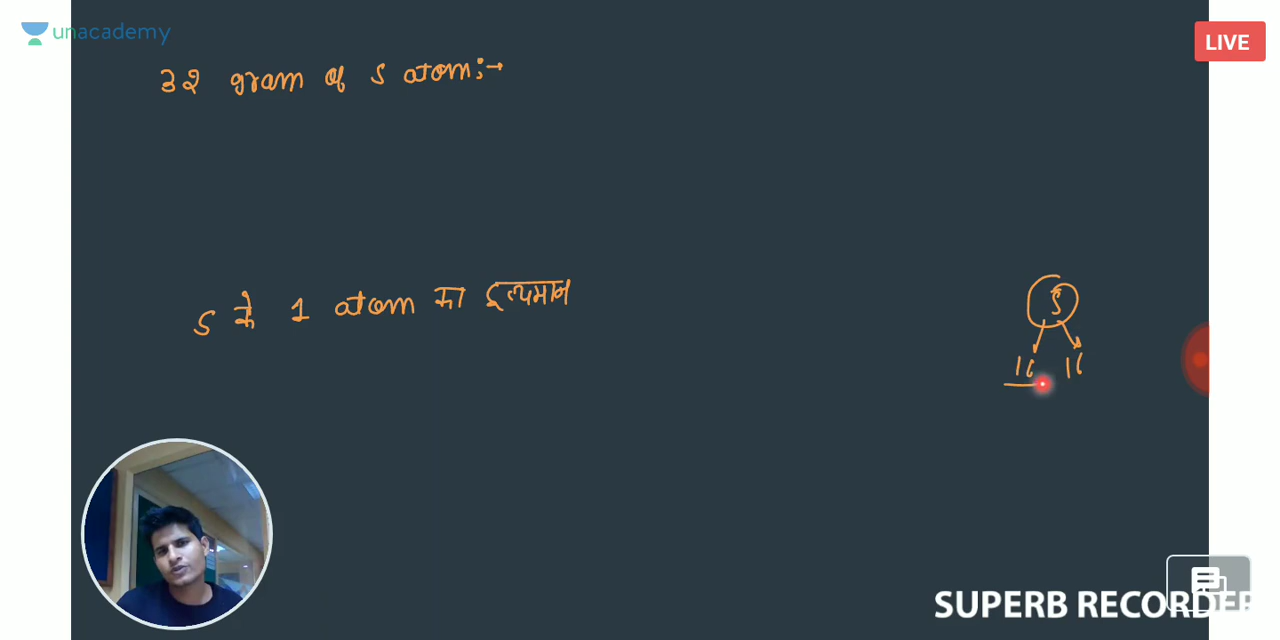 unacademy
LIVE
32 gram of S atom:→
S के 1 atom का द्रव्यमान
S
16 16
SUPERB RECORDER